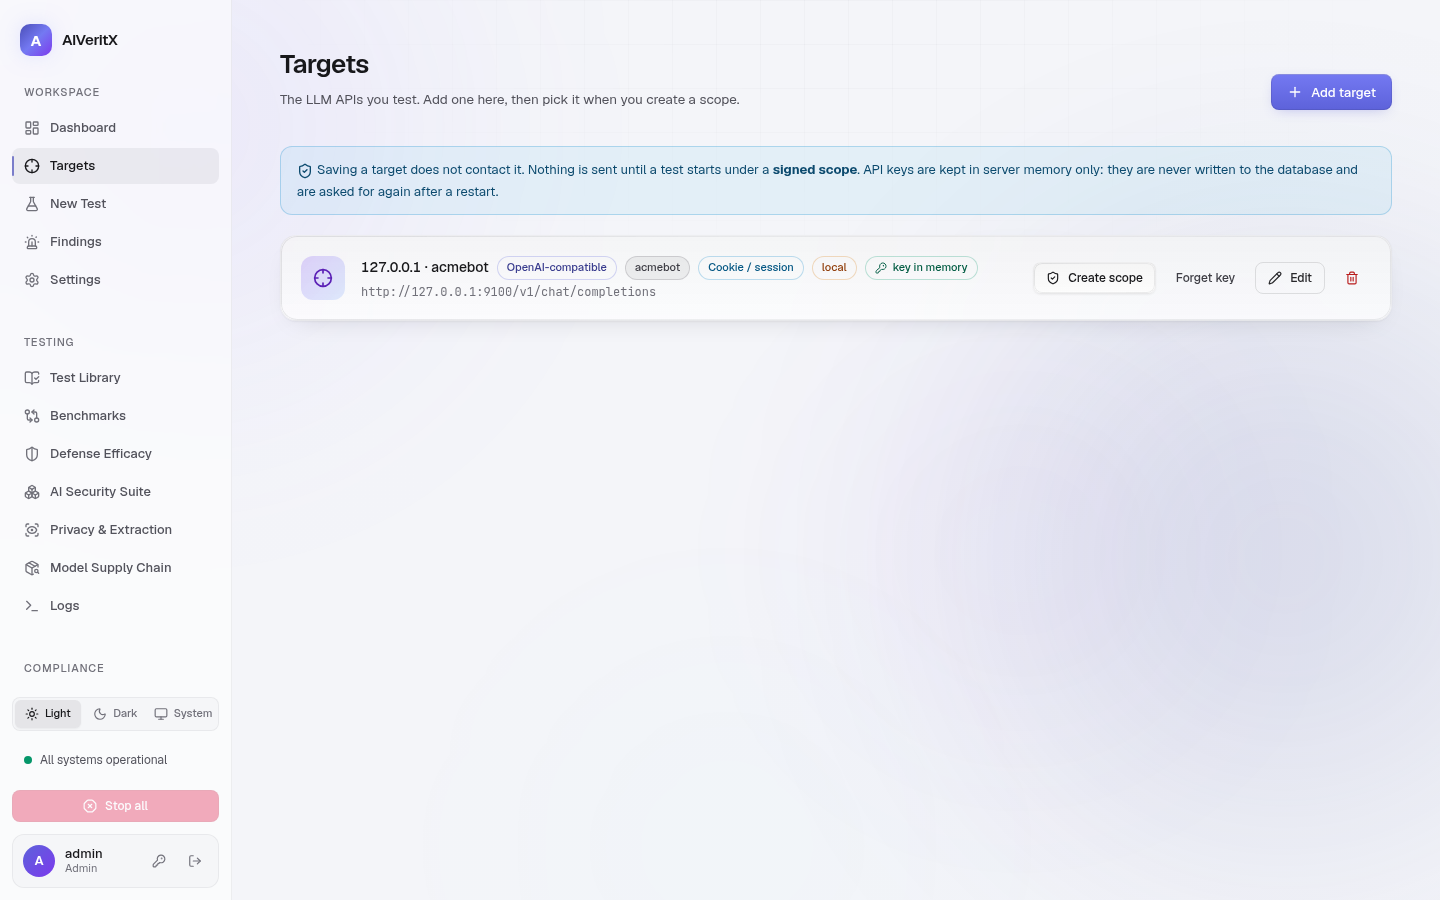 A AIVeritX
WORKSPACE
Dashboard
Targets
New Test
Findings
Settings
TESTING
Test Library
Benchmarks
Defense Efficacy
AI Security Suite
Privacy & Extraction
Model Supply Chain
Logs
COMPLIANCE
Light Dark System
All systems operational
Stop all
A admin
Admin
Targets
The LLM APIs you test. Add one here, then pick it when you create a scope.
Add target
Saving a target does not contact it. Nothing is sent until a test starts under a signed scope. API keys are kept in server memory only: they are never written to the database and
are asked for again after a restart.
127.0.0.1 · acmebot OpenAI-compatible acmebot Cookie / session local key in memory
http://127.0.0.1:9100/v1/chat/completions
Create scope Forget key Edit